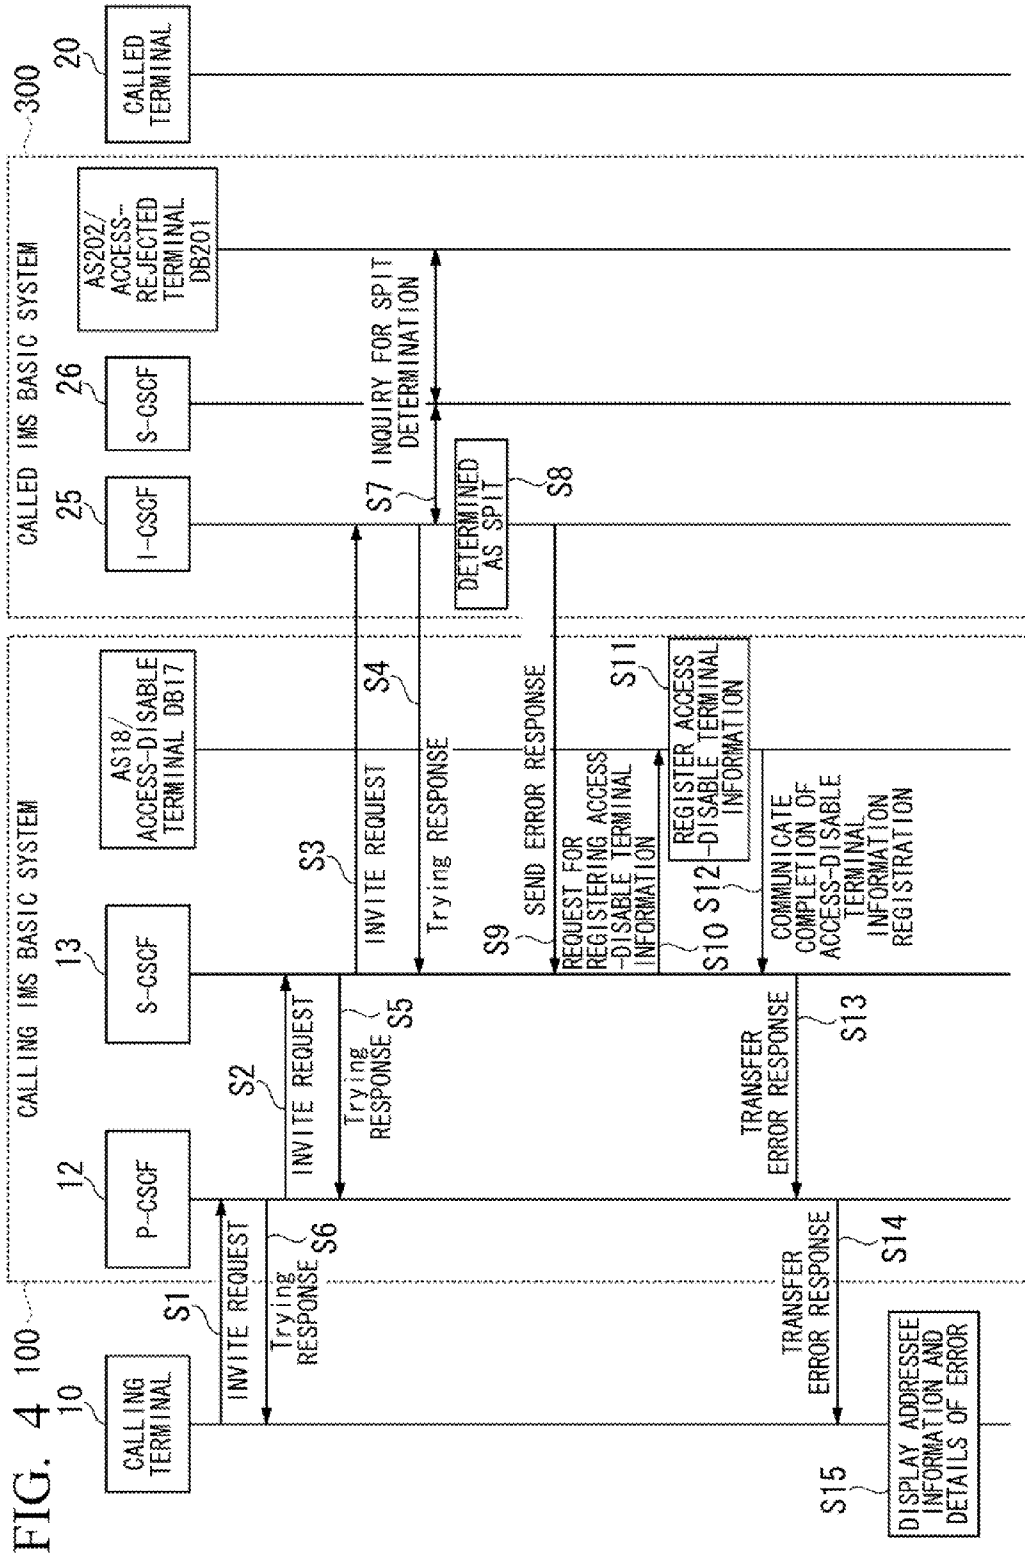 FIG. 4
100
CALLING IMS BASIC SYSTEM
CALLED IMS BASIC SYSTEM
300
10
CALLING
TERMINAL
12
P-CSCF
13
S-CSCF
AS18/
ACCESS-DISABLE
TERMINAL DB17
25
I-CSCF
26
S-CSCF
AS202/
ACCESS-
REJECTED
TERMINAL
DB201
20
CALLED
TERMINAL
S1
INVITE REQUEST
S6
Trying
RESPONSE
S2
INVITE REQUEST
S5
Trying
RESPONSE
S3
INVITE REQUEST
S4
Trying RESPONSE
S7
INQUIRY FOR SPIT
DETERMINATION
DETERMINED
AS SPIT
S8
S9
SEND ERROR RESPONSE
REQUEST FOR
REGISTERING ACCESS
-DISABLE TERMINAL
INFORMATION
S10
S11
REGISTER ACCESS
-DISABLE TERMINAL
INFORMATION
S12
COMMUNICATE
COMPLETION OF
ACCESS-DISABLE
TERMINAL
INFORMATION
REGISTRATION
TRANSFER
ERROR RESPONSE
S13
TRANSFER
ERROR RESPONSE
S14
S15
DISPLAY ADDRESSEE
INFORMATION AND
DETAILS OF ERROR